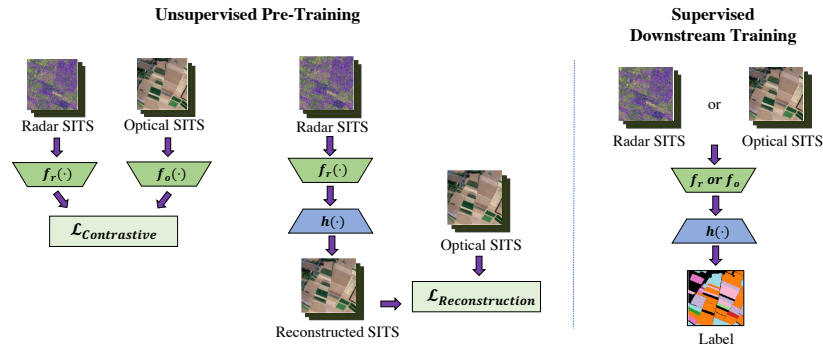 Unsupervised Pre-Training
Radar SITS
Optical SITS
f_r(·)
f_o(·)
ℒ_Contrastive
Radar SITS
f_r(·)
h(·)
Reconstructed SITS
Optical SITS
ℒ_Reconstruction
Supervised
Downstream Training
Radar SITS
or
Optical SITS
f_r or f_o
h(·)
Label